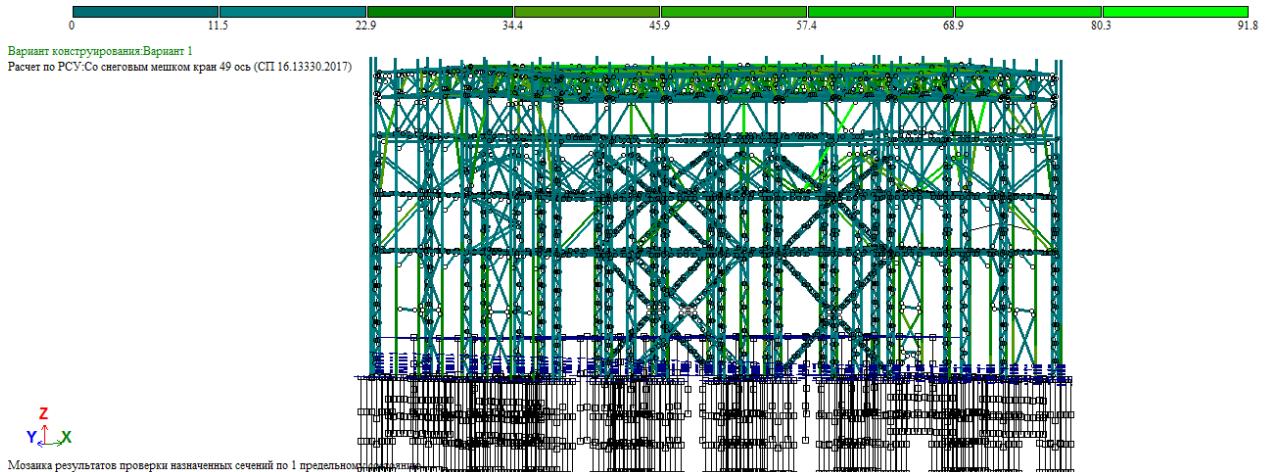 0 11.5 22.9 34.4 45.9 57.4 68.9 80.3 91.8
Вариант конструирования:Вариант 1
Расчет по РСУ:Со снеговым мешком кран 49 ось (СП 16.13330.2017)
Z
Y X
Мозаика результатов проверки назначенных сечений по 1 предельному состоянию